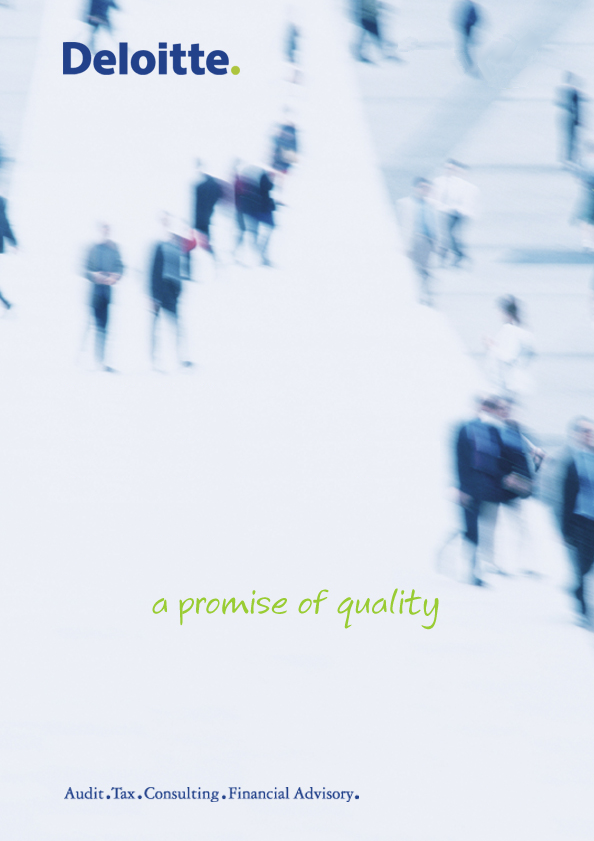 Deloitte.
a promise of quality
Audit.Tax.Consulting.Financial Advisory.